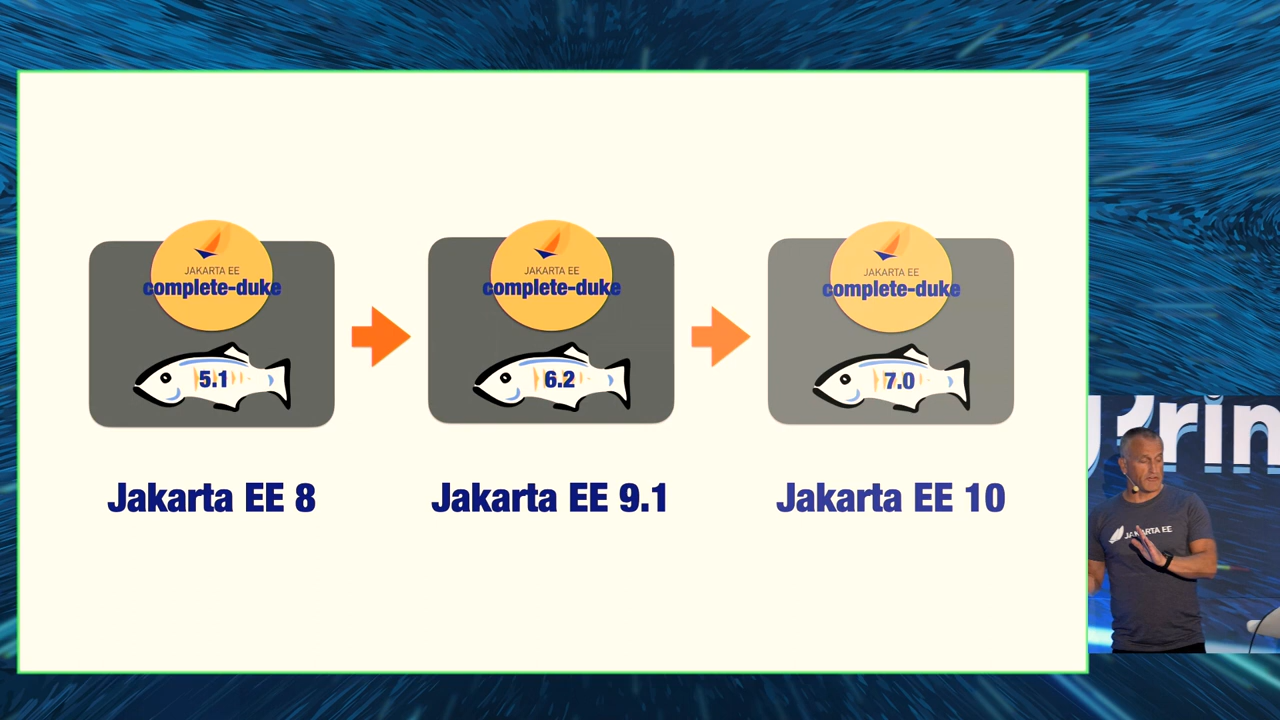 JAKARTA EE
complete-duke
5.1
Jakarta EE 8
JAKARTA EE
complete-duke
6.2
Jakarta EE 9.1
JAKARTA EE
complete-duke
7.0
Jakarta EE 10
JAKARTA EE